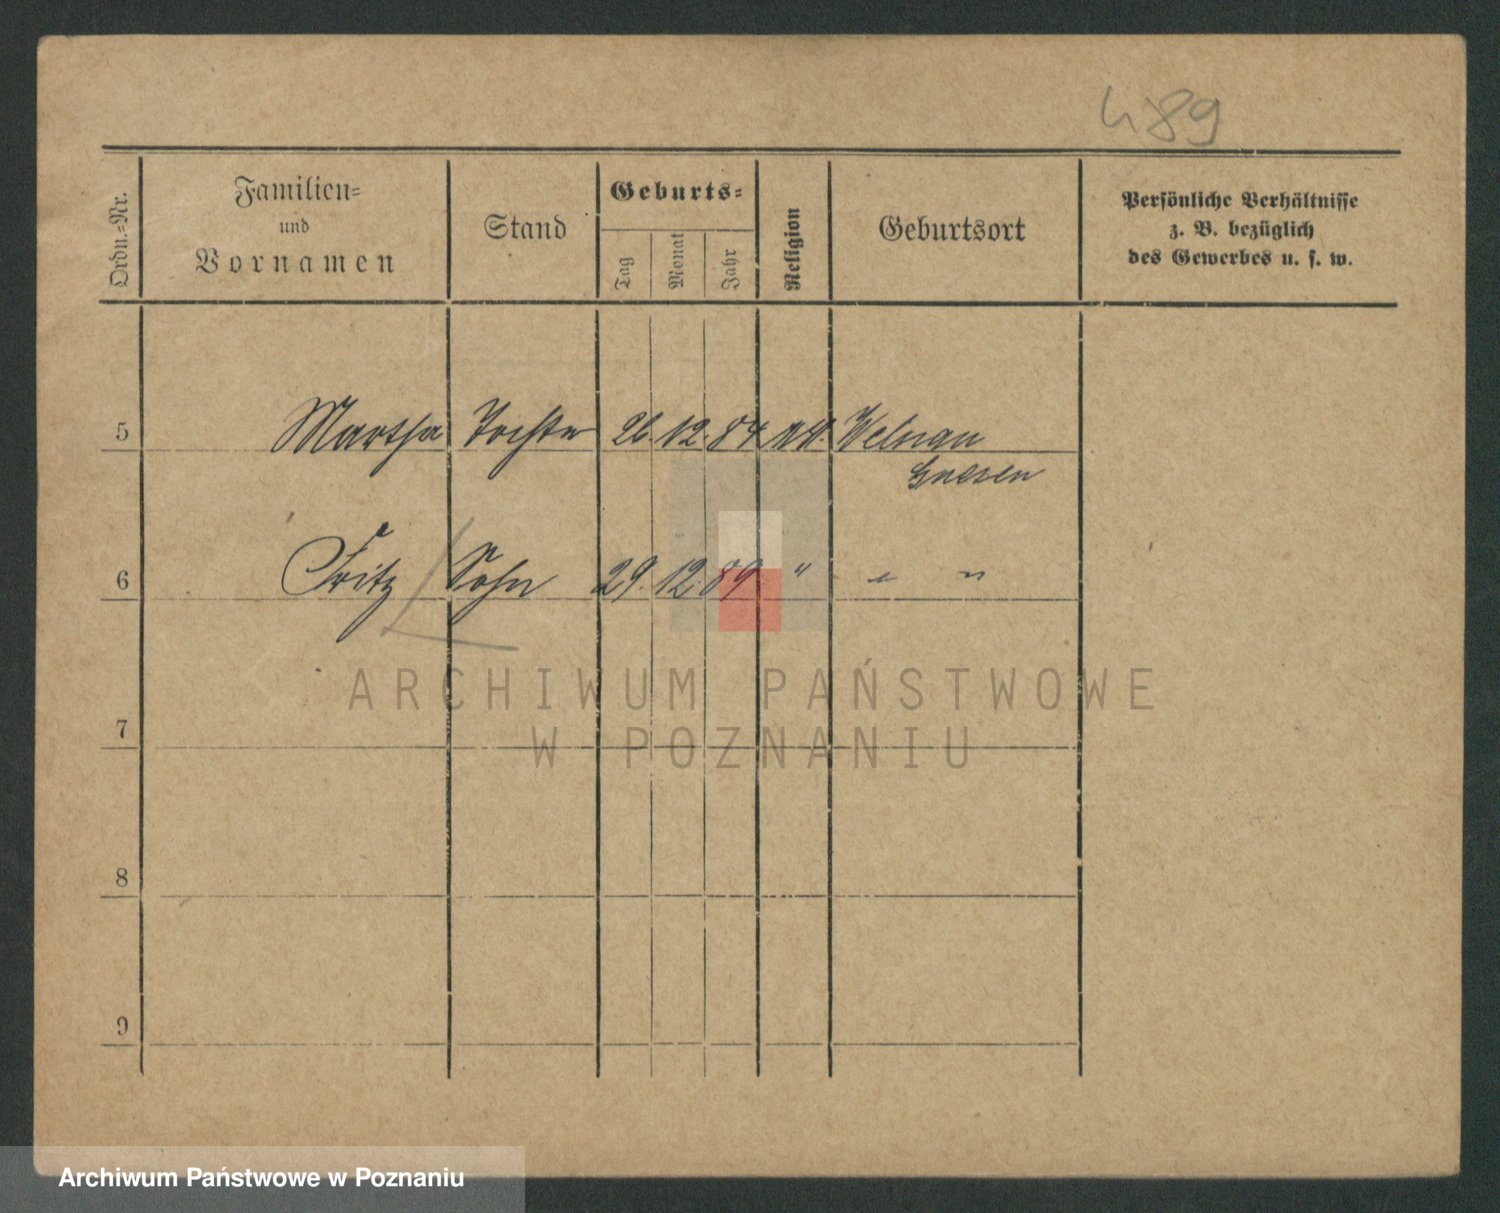 489
Ordn.-Nr.
Familien-
und
Vornamen
Stand
Geburts-
Tag
Monat
Jahr
Religion
Geburtsort
Persönliche Verhältnisse
z. B. bezüglich
des Gewerbes u. s. w.
5 Martha Tochter 26. 12. 84 Welnau
Gnesen
6 Fritz Sohn 29. 12. 89 " " "
7
8
9
ARCHIWUM PAŃSTWOWE
W POZNANIU
Archiwum Państwowe w Poznaniu